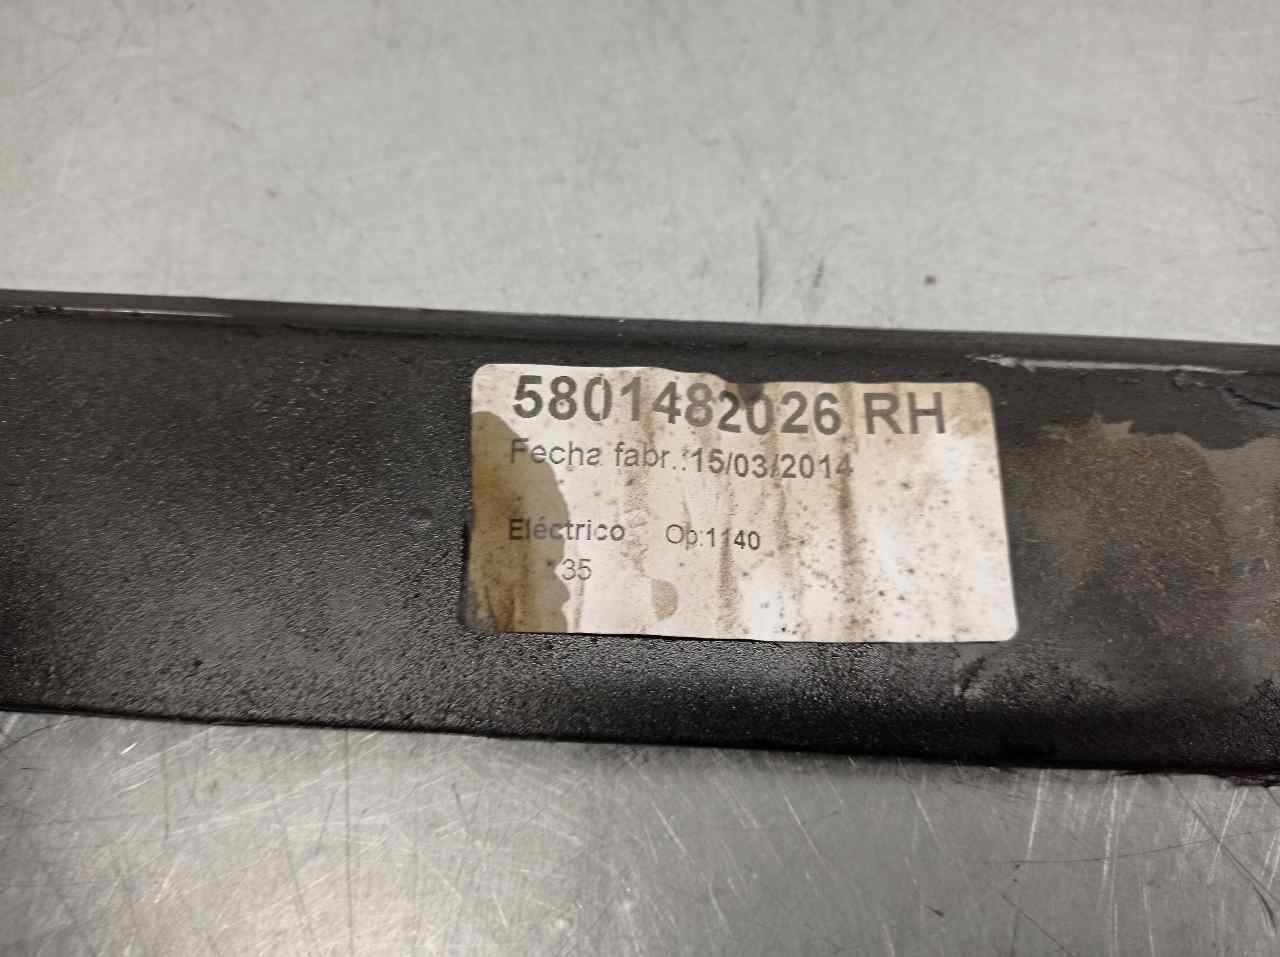 5801482026 RH
Fecha fabr.:15/03/2014
Eléctrico Op:1140
35